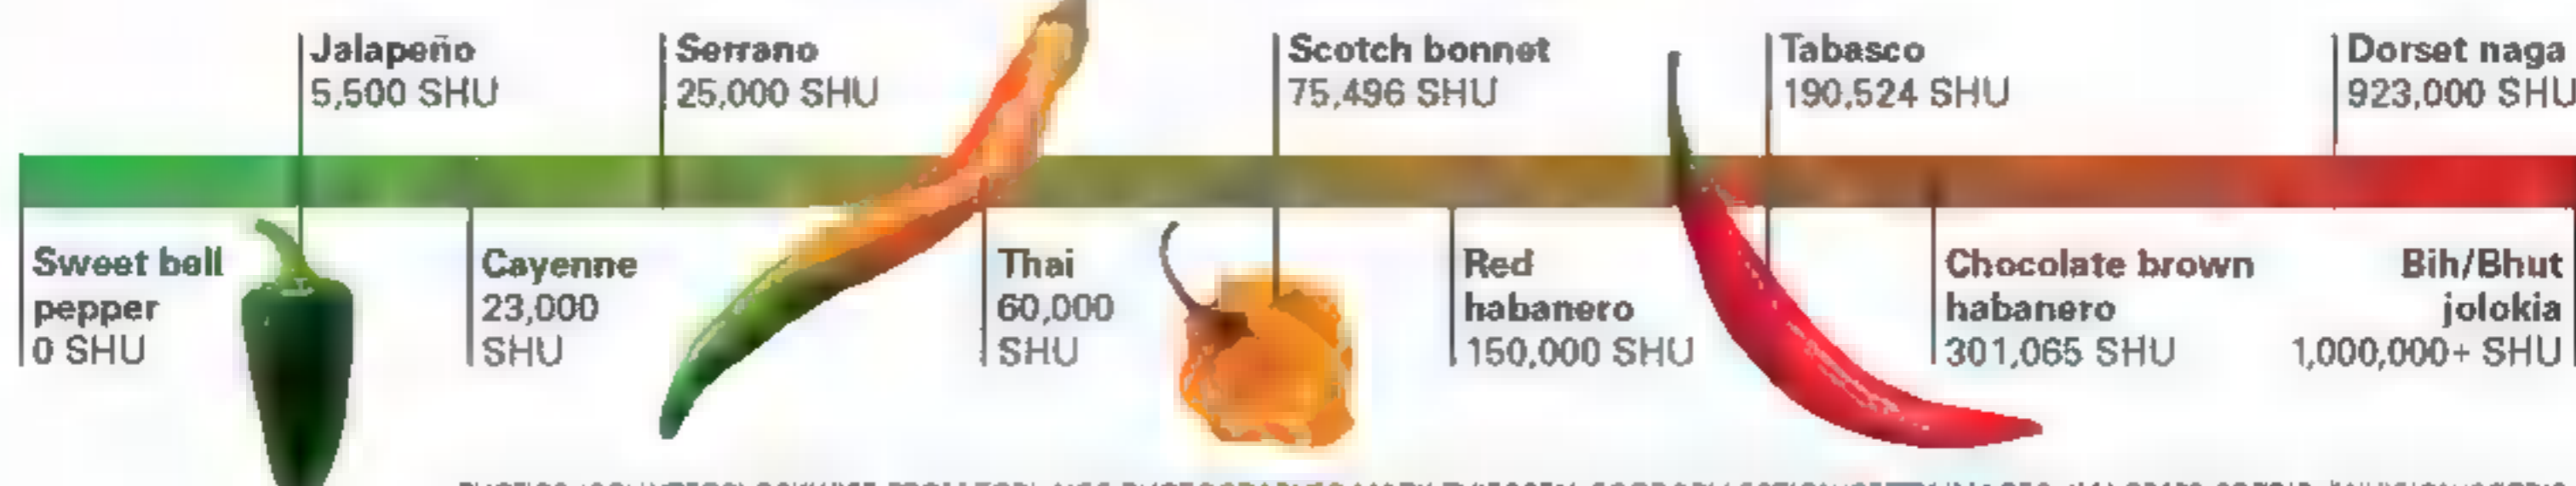 Jalapeño
5,500 SHU
Serrano
25,000 SHU
Scotch bonnet
75,496 SHU
Tabasco
190,524 SHU
Dorset naga
923,000 SHU
Sweet bell
pepper
0 SHU
Cayenne
23,000
SHU
Thai
60,000
SHU
Red
habanero
150,000 SHU
Chocolate brown
habanero
301,065 SHU
Bih/Bhut
jolokia
1,000,000+ SHU